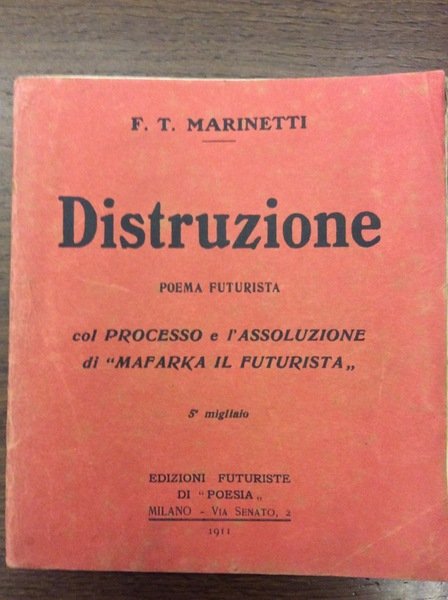 F. T. MARINETTI
Distruzione
POEMA FUTURISTA
col PROCESSO e l'ASSOLUZIONE
di "MAFARKA IL FUTURISTA„
5º migliaio
EDIZIONI FUTURISTE
DI "POESIA„
MILANO - VIA SENATO, 2
1911